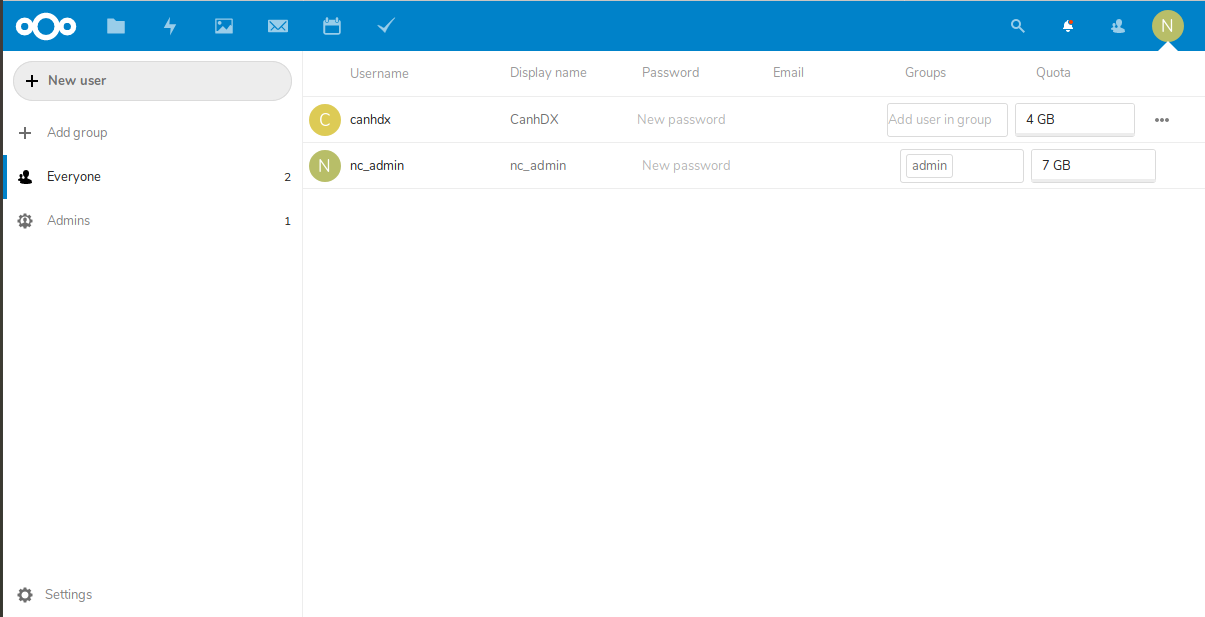 N
New user
Username Display name Password Email Groups Quota
C canhdx CanhDX New password Add user in group 4 GB
N nc_admin nc_admin New password admin 7 GB
Add group
Everyone 2
Admins 1
Settings